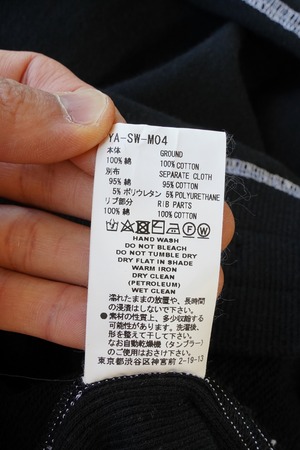 YA-SW-M04
本体 GROUND
100% 綿 100% COTTON
別布 SEPARATE CLOTH
95% 綿 95% COTTON
5% ポリウレタン 5% POLYURETHANE
リブ部分 RIB PARTS
100% 綿 100% COTTON
HAND WASH
DO NOT BLEACH
DO NOT TUMBLE DRY
DRY FLAT IN SHADE
WARM IRON
DRY CLEAN
(PETROLEUM)
WET CLEAN
濡れたままの放置や、長時間
の浸漬はしないで下さい。
●素材の性質上、多少収縮する
可能性があります。洗濯後、
形を整えて干して下さい。
なお自動乾燥機(タンブラー)
のご使用はお避け下さい。
東京都渋谷区神宮前 2-19-13